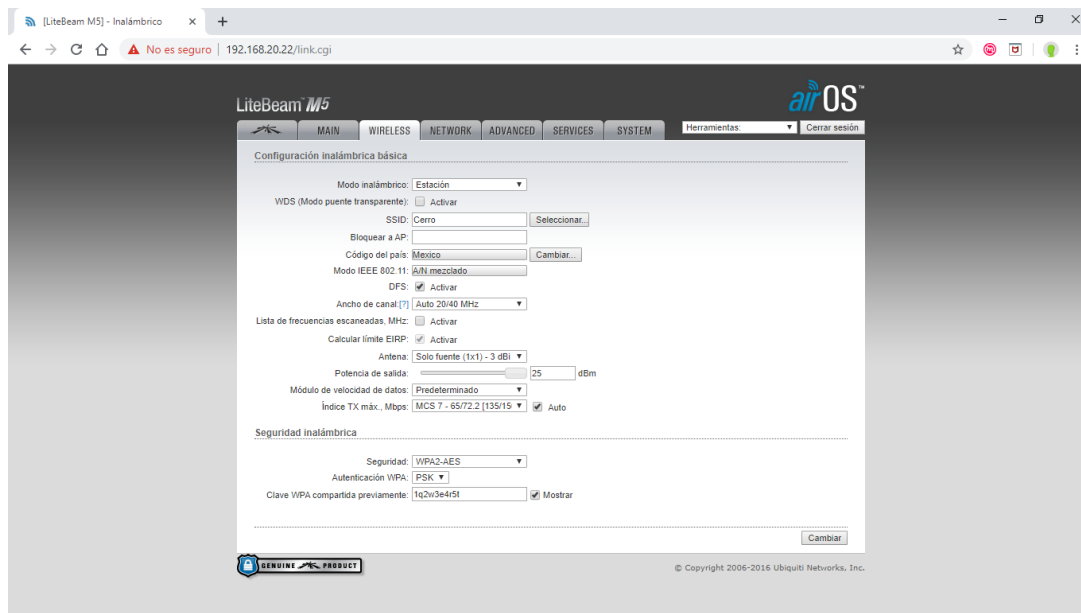 [LiteBeam M5] - Inalámbrico
No es seguro | 192.168.20.22/link.cgi
LiteBeam M5
airOS™
MAIN WIRELESS NETWORK ADVANCED SERVICES SYSTEM Herramientas: Cerrar sesión
Configuración inalámbrica básica
Modo inalámbrico: Estación
WDS (Modo puente transparente): Activar
SSID: Cerro Seleccionar...
Bloquear a AP:
Código del país: Mexico Cambiar...
Modo IEEE 802.11: A/N mezclado
DFS: Activar
Ancho de canal:[?] Auto 20/40 MHz
Lista de frecuencias escaneadas, MHz: Activar
Calcular límite EIRP: Activar
Antena: Solo fuente (1x1) - 3 dBi
Potencia de salida: 25 dBm
Módulo de velocidad de datos: Predeterminado
Índice TX máx., Mbps: MCS 7 - 65/72.2 [135/15 Auto
Seguridad inalámbrica
Seguridad: WPA2-AES
Autenticación WPA: PSK
Clave WPA compartida previamente: 1q2w3e4r5t Mostrar
Cambiar
GENUINE PRODUCT
© Copyright 2006-2016 Ubiquiti Networks, Inc.